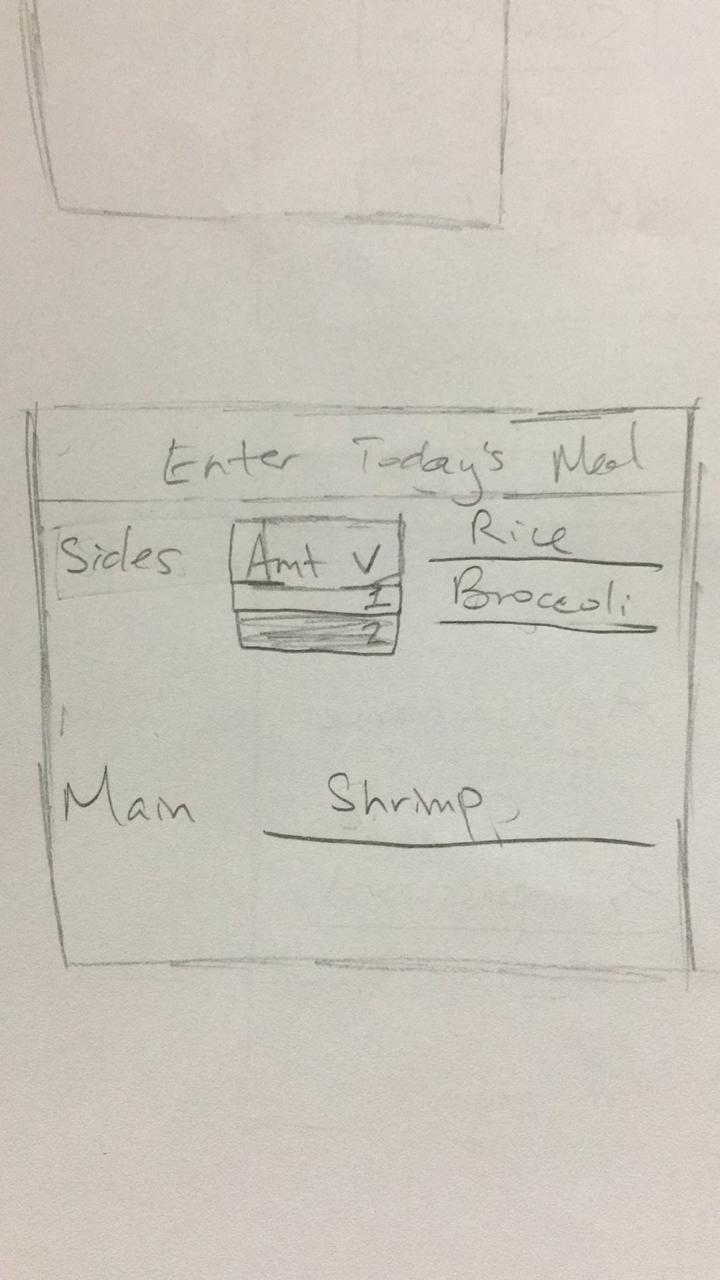 Enter Today's Meal
Sides Amt V Rice
1 Broccoli
2
Main Shrimp